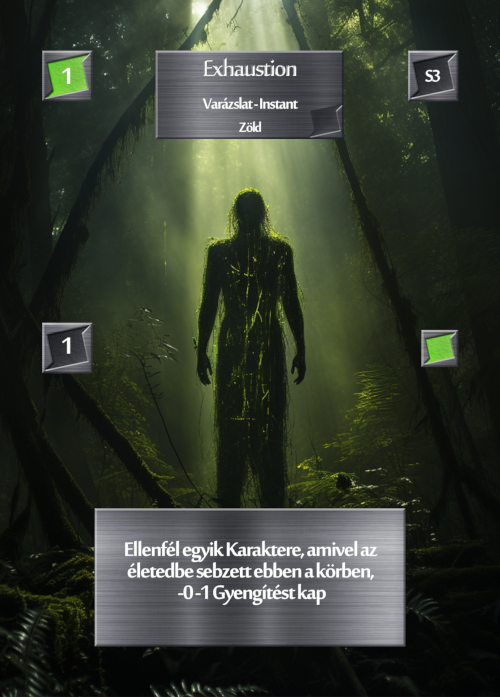 1
Exhaustion
S3
Varázslat - Instant
Zöld
1
Ellenfél egyik Karaktere, amivel az
életedbe sebzett ebben a körben,
-0 -1 Gyengítést kap